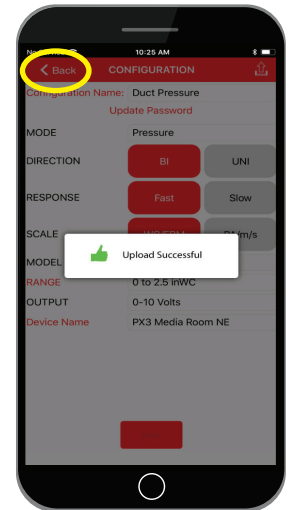 10:25 AM
Back CONFIGURATION
Configuration Name: Duct Pressure
Update Password
MODE Pressure
DIRECTION BI UNI
RESPONSE Fast Slow
SCALE
Upload Successful
MODEL
RANGE 0 to 2.5 inWC
OUTPUT 0-10 Volts
Device Name PX3 Media Room NE